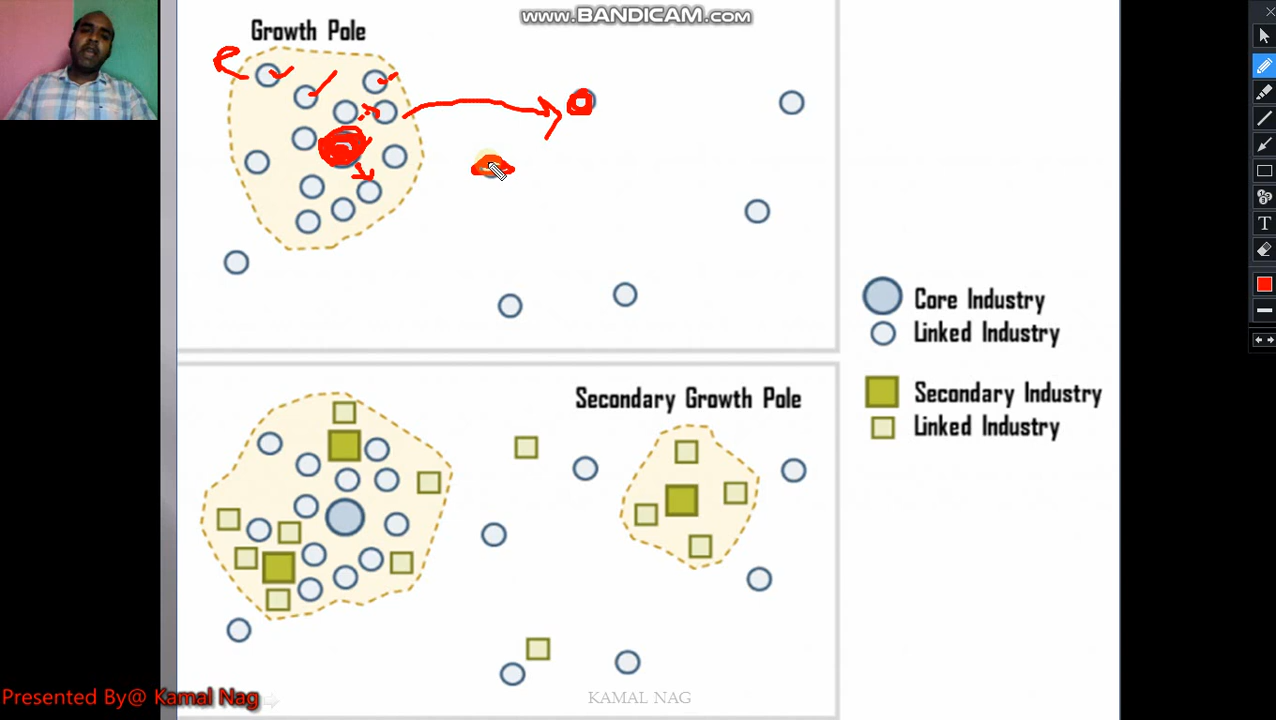 www.BANDICAM.com
Growth Pole
e
Core Industry
Linked Industry
Secondary Growth Pole
Secondary Industry
Linked Industry
T
Presented By@ Kamal Nag
KAMAL NAG